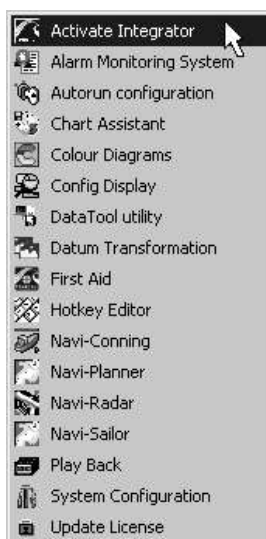 Activate Integrator
Alarm Monitoring System
Autorun configuration
Chart Assistant
Colour Diagrams
Config Display
DataTool utility
Datum Transformation
First Aid
Hotkey Editor
Navi-Conning
Navi-Planner
Navi-Radar
Navi-Sailor
Play Back
System Configuration
Update License